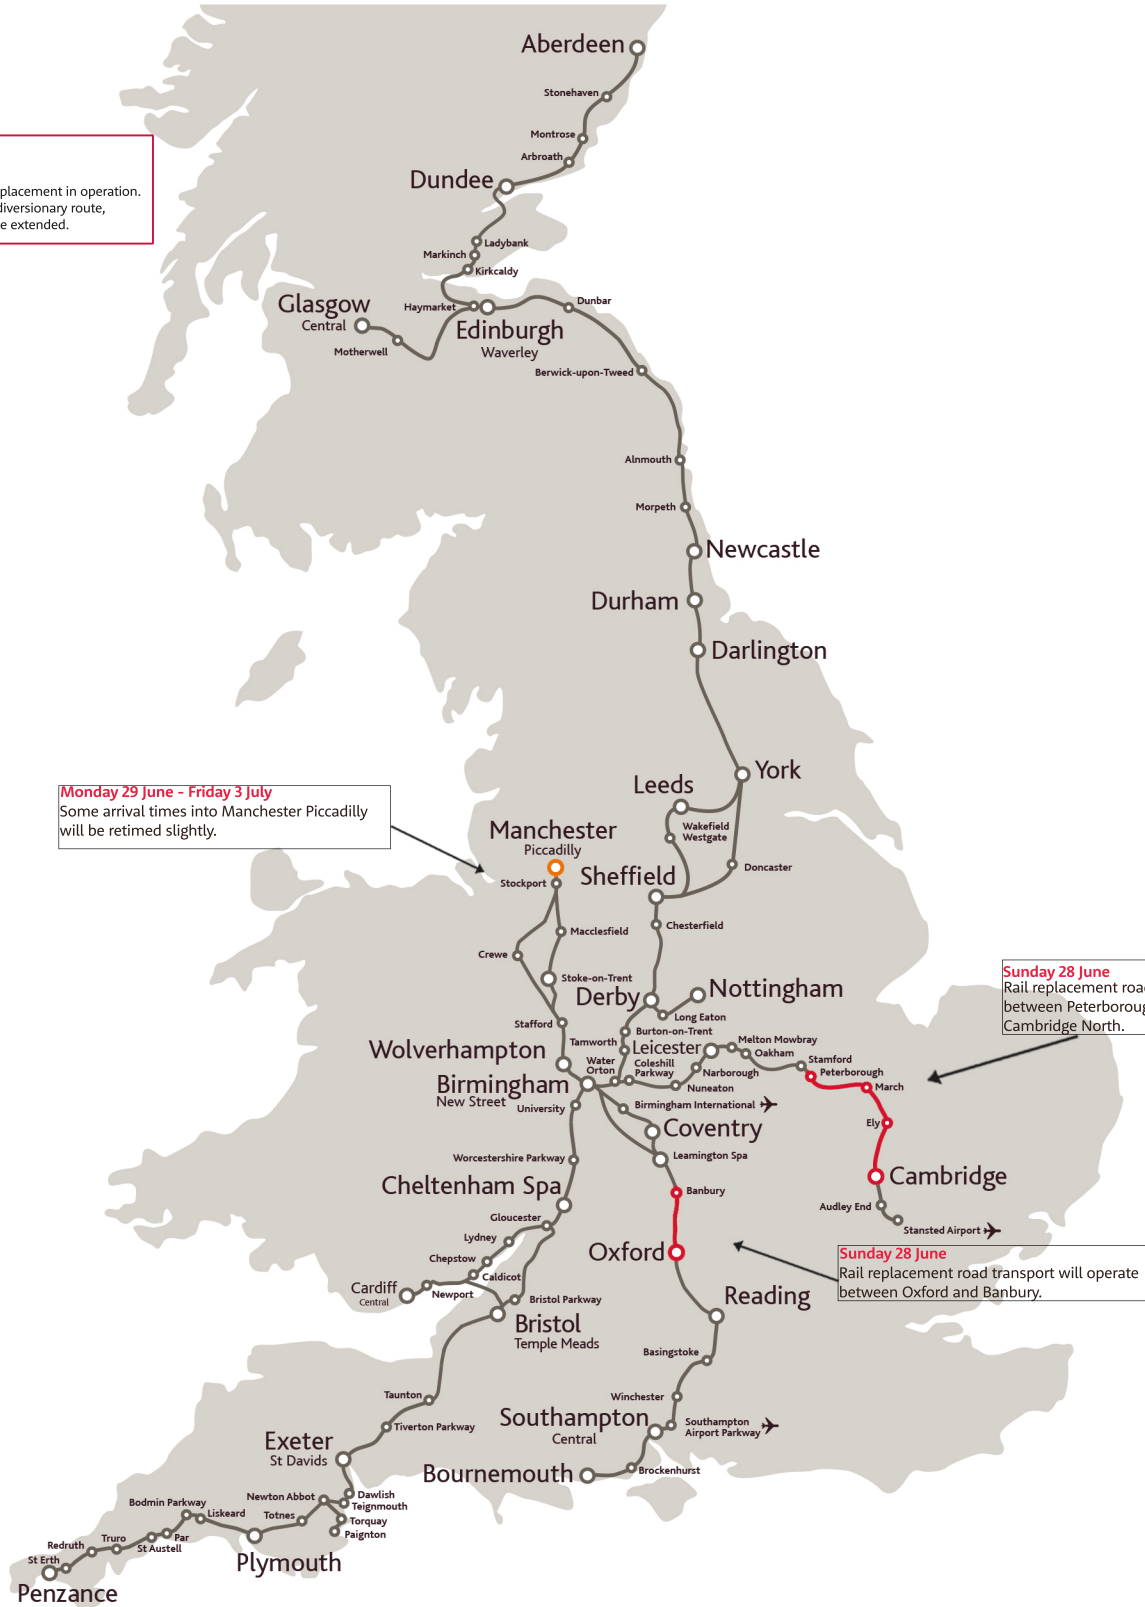 Aberdeen
Stonehaven
Montrose
Arbroath
placement in operation.
diversionary route,
e extended.
Dundee
Ladybank
Markinch
Kirkcaldy
Glasgow
Central
Haymarket
Dunbar
Edinburgh
Waverley
Motherwell
Berwick-upon-Tweed
Alnmouth
Morpeth
Newcastle
Durham
Darlington
York
Leeds
Monday 29 June - Friday 3 July
Some arrival times into Manchester Piccadilly
will be retimed slightly.
Wakefield
Westgate
Manchester
Piccadilly
Doncaster
Stockport
Sheffield
Chesterfield
Macclesfield
Crewe
Stoke-on-Trent
Sunday 28 June
Rail replacement road
between Peterboroug
Cambridge North.
Nottingham
Derby
Long Eaton
Stafford
Burton-on-Trent
Tamworth
Leicester
Melton Mowbray
Oakham
Wolverhampton
Water
Orton
Coleshill
Parkway
Narborough
Stamford
Peterborough
Birmingham
New Street
Nuneaton
March
University
Birmingham International
Ely
Coventry
Worcestershire Parkway
Leamington Spa
Cambridge
Cheltenham Spa
Banbury
Audley End
Stansted Airport
Gloucester
Lydney
Oxford
Sunday 28 June
Rail replacement road transport will operate
between Oxford and Banbury.
Chepstow
Caldicot
Cardiff
Central
Newport
Bristol Parkway
Reading
Bristol
Temple Meads
Basingstoke
Taunton
Winchester
Tiverton Parkway
Southampton
Central
Southampton
Airport Parkway
Exeter
St Davids
Bournemouth
Brockenhurst
Newton Abbot
Dawlish
Teignmouth
Bodmin Parkway
Liskeard
Totnes
Torquay
Paignton
Redruth
Truro
Par
St Austell
St Erth
Plymouth
Penzance